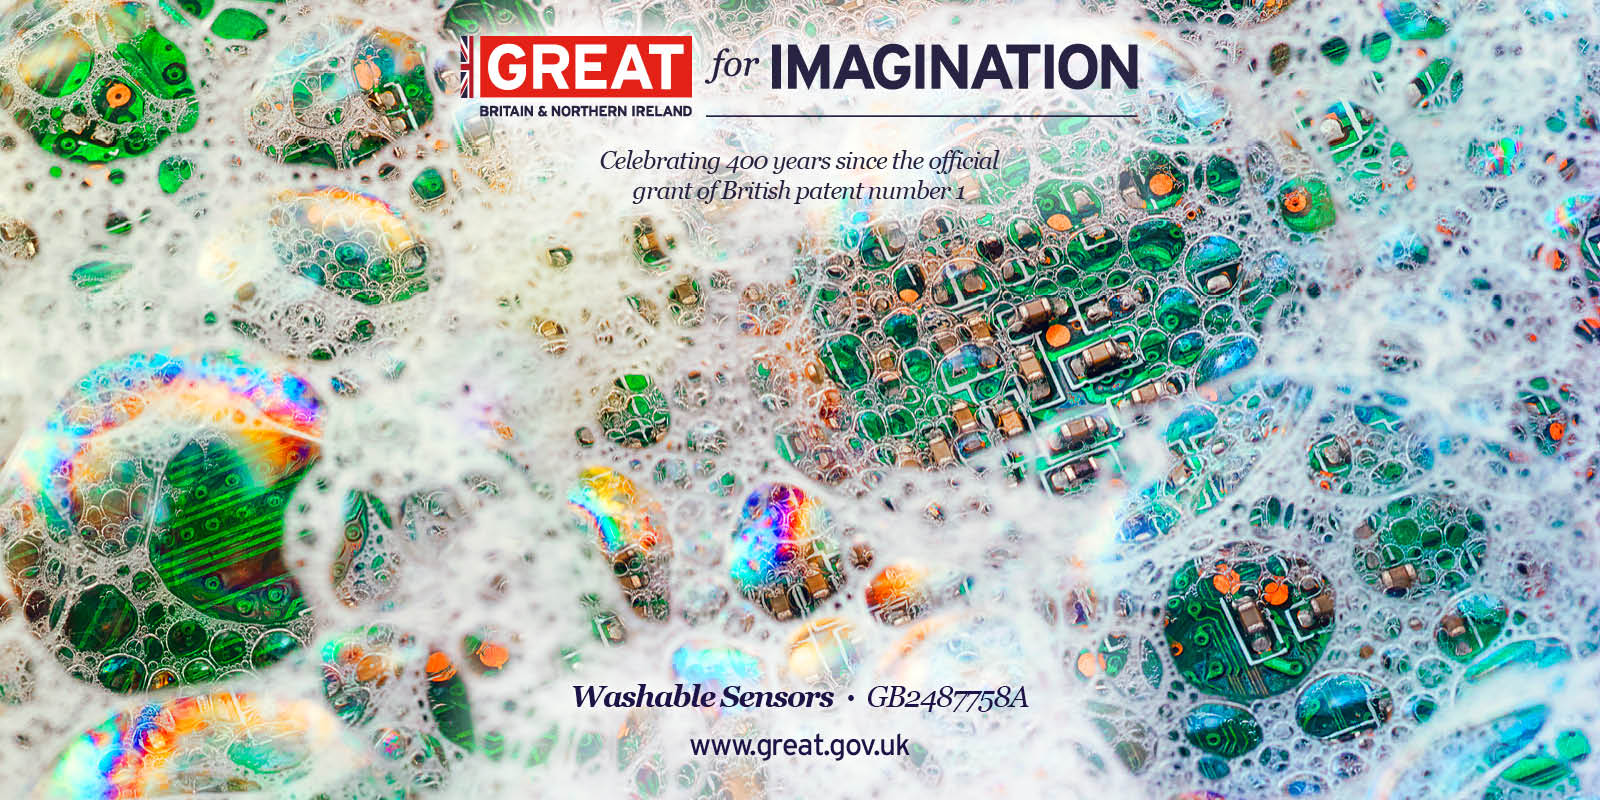 GREAT for IMAGINATION
BRITAIN & NORTHERN IRELAND
Celebrating 400 years since the official
grant of British patent number 1
Washable Sensors · GB2487758A
www.great.gov.uk